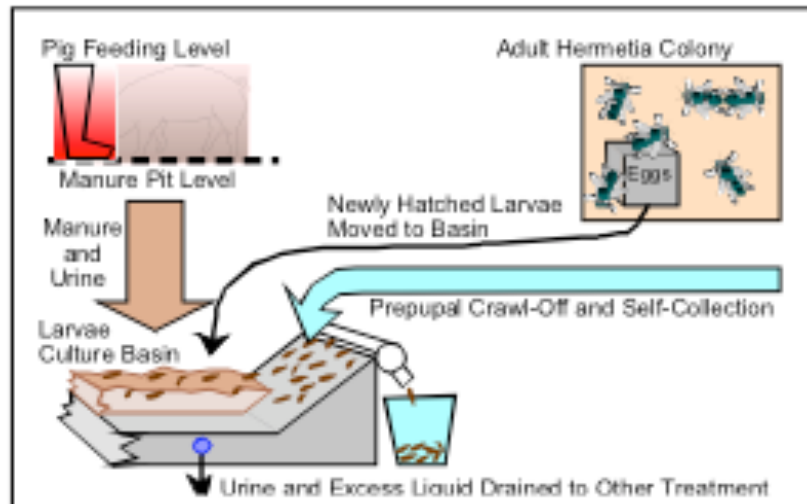 Pig Feeding Level
Adult Hermetia Colony
Manure Pit Level
Eggs
Newly Hatched Larvae
Moved to Basin
Manure
and
Urine
Prepupal Crawl-Off and Self-Collection
Larvae
Culture Basin
Urine and Excess Liquid Drained to Other Treatment